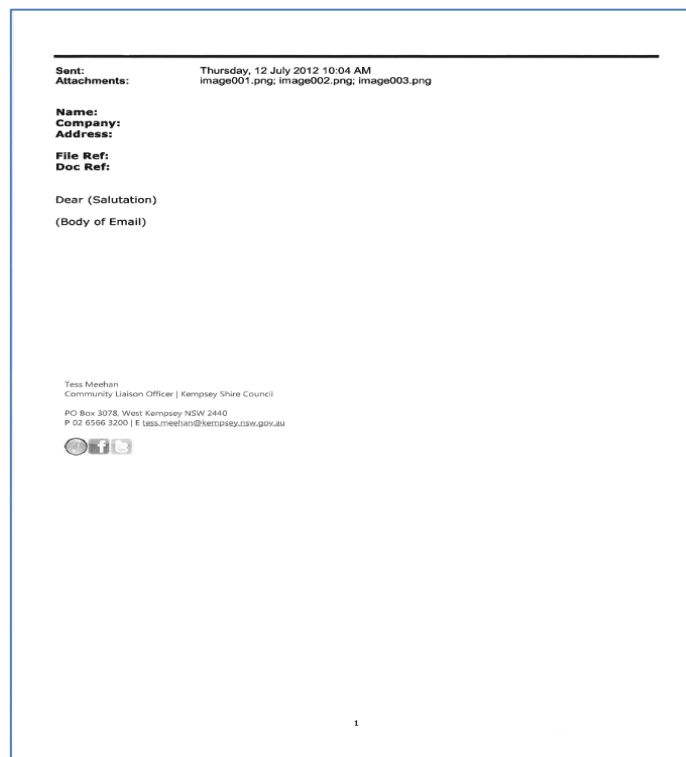 Sent: Thursday, 12 July 2012 10:04 AM
Attachments: image001.png; image002.png; image003.png
Name:
Company:
Address:
File Ref:
Doc Ref:
Dear (Salutation)
(Body of Email)
Tess Meehan
Community Liaison Officer | Kempsey Shire Council
PO Box 3078, West Kempsey NSW 2440
P 02 6566 3200 | E tess.meehan@kempsey.nsw.gov.au
1